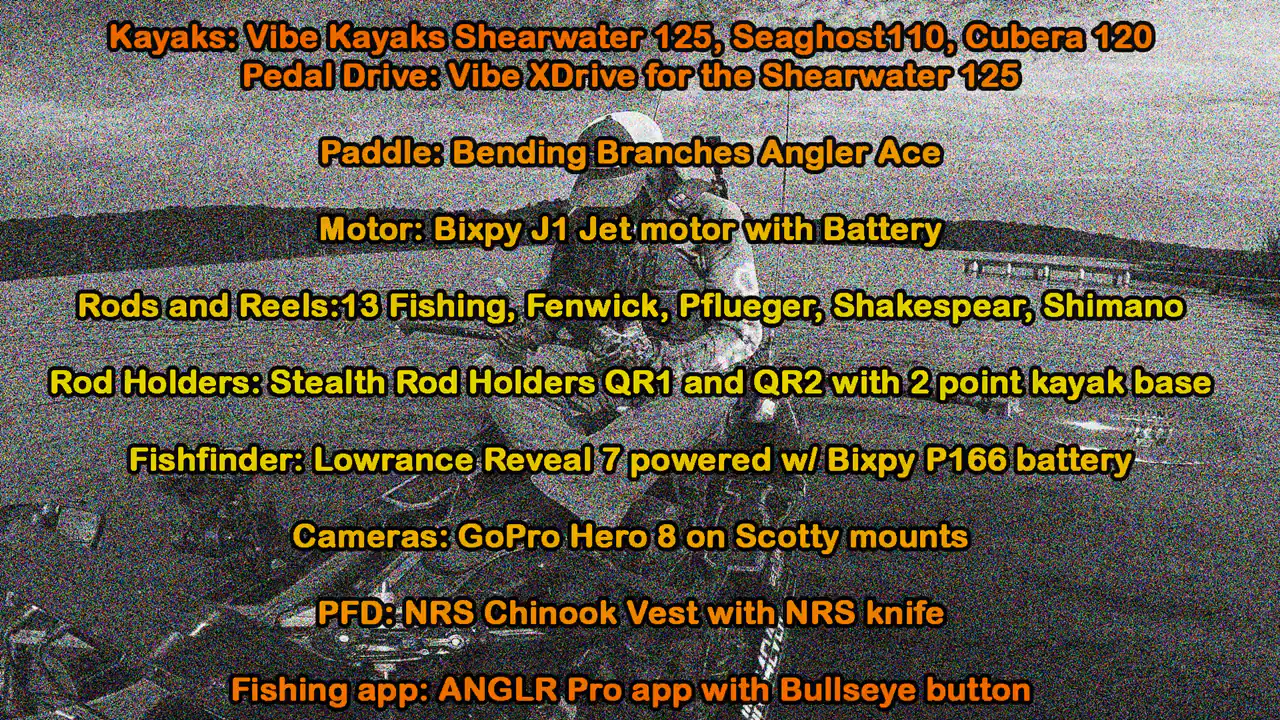 Kayaks: Vibe Kayaks Shearwater 125, Seaghost110, Cubera 120
Pedal Drive: Vibe XDrive for the Shearwater 125
Paddle: Bending Branches Angler Ace
Motor: Bixpy J1 Jet motor with Battery
Rods and Reels:13 Fishing, Fenwick, Pflueger, Shakespear, Shimano
Rod Holders: Stealth Rod Holders QR1 and QR2 with 2 point kayak base
Fishfinder: Lowrance Reveal 7 powered w/ Bixpy P166 battery
Cameras: GoPro Hero 8 on Scotty mounts
PFD: NRS Chinook Vest with NRS knife
Fishing app: ANGLR Pro app with Bullseye button